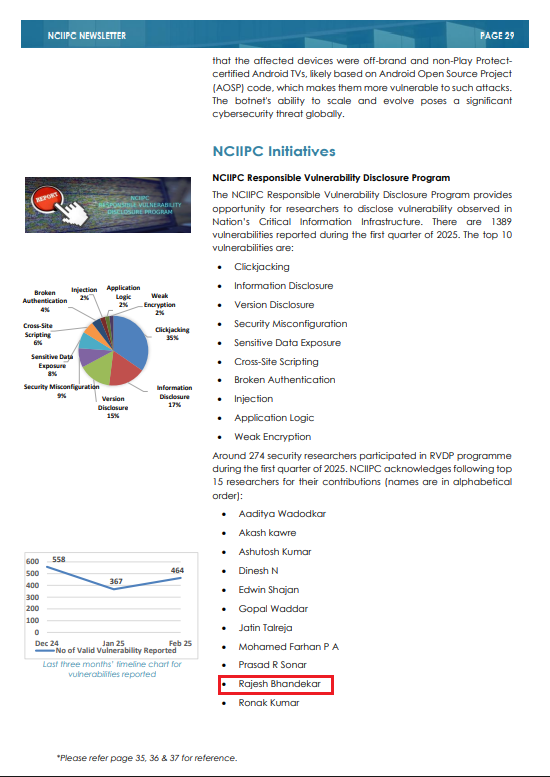 NCIIPC NEWSLETTER
PAGE 29
that the affected devices were off-brand and non-Play Protect-
certified Android TVs, likely based on Android Open Source Project
(AOSP) code, which makes them more vulnerable to such attacks.
The botnet's ability to scale and evolve poses a significant
cybersecurity threat globally.
NCIIPC Initiatives
REPORT
NCIIPC
RESPONSIVE VULNERABILITY
DISCLOSURE PROGRAM
NCIIPC Responsible Vulnerability Disclosure Program
The NCIIPC Responsible Vulnerability Disclosure Program provides
opportunity for researchers to disclose vulnerability observed in
Nation's Critical Information Infrastructure. There are 1389
vulnerabilities reported during the first quarter of 2025. The top 10
vulnerabilities are:
• Clickjacking
• Information Disclosure
• Version Disclosure
• Security Misconfiguration
• Sensitive Data Exposure
• Cross-Site Scripting
• Broken Authentication
• Injection
• Application Logic
• Weak Encryption
Broken
Authentication
4%
Injection
2%
Application
Logic
2%
Weak
Encryption
2%
Cross-Site
Scripting
6%
Clickjacking
35%
Sensitive Data
Exposure
8%
Security Misconfiguration
9%
Version
Disclosure
15%
Information
Disclosure
17%
Around 274 security researchers participated in RVDP programme
during the first quarter of 2025. NCIIPC acknowledges following top
15 researchers for their contributions (names are in alphabetical
order):
• Aaditya Wadodkar
• Akash kawre
• Ashutosh Kumar
• Dinesh N
• Edwin Shajan
• Gopal Waddar
• Jatin Talreja
• Mohamed Farhan P A
• Prasad R Sonar
• Rajesh Bhandekar
• Ronak Kumar
600
500
400
300
200
100
0
558
367
464
Dec 24
Jan 25
Feb 25
No of Valid Vulnerability Reported
Last three months' timeline chart for
vulnerabilities reported
*Please refer page 35, 36 & 37 for reference.